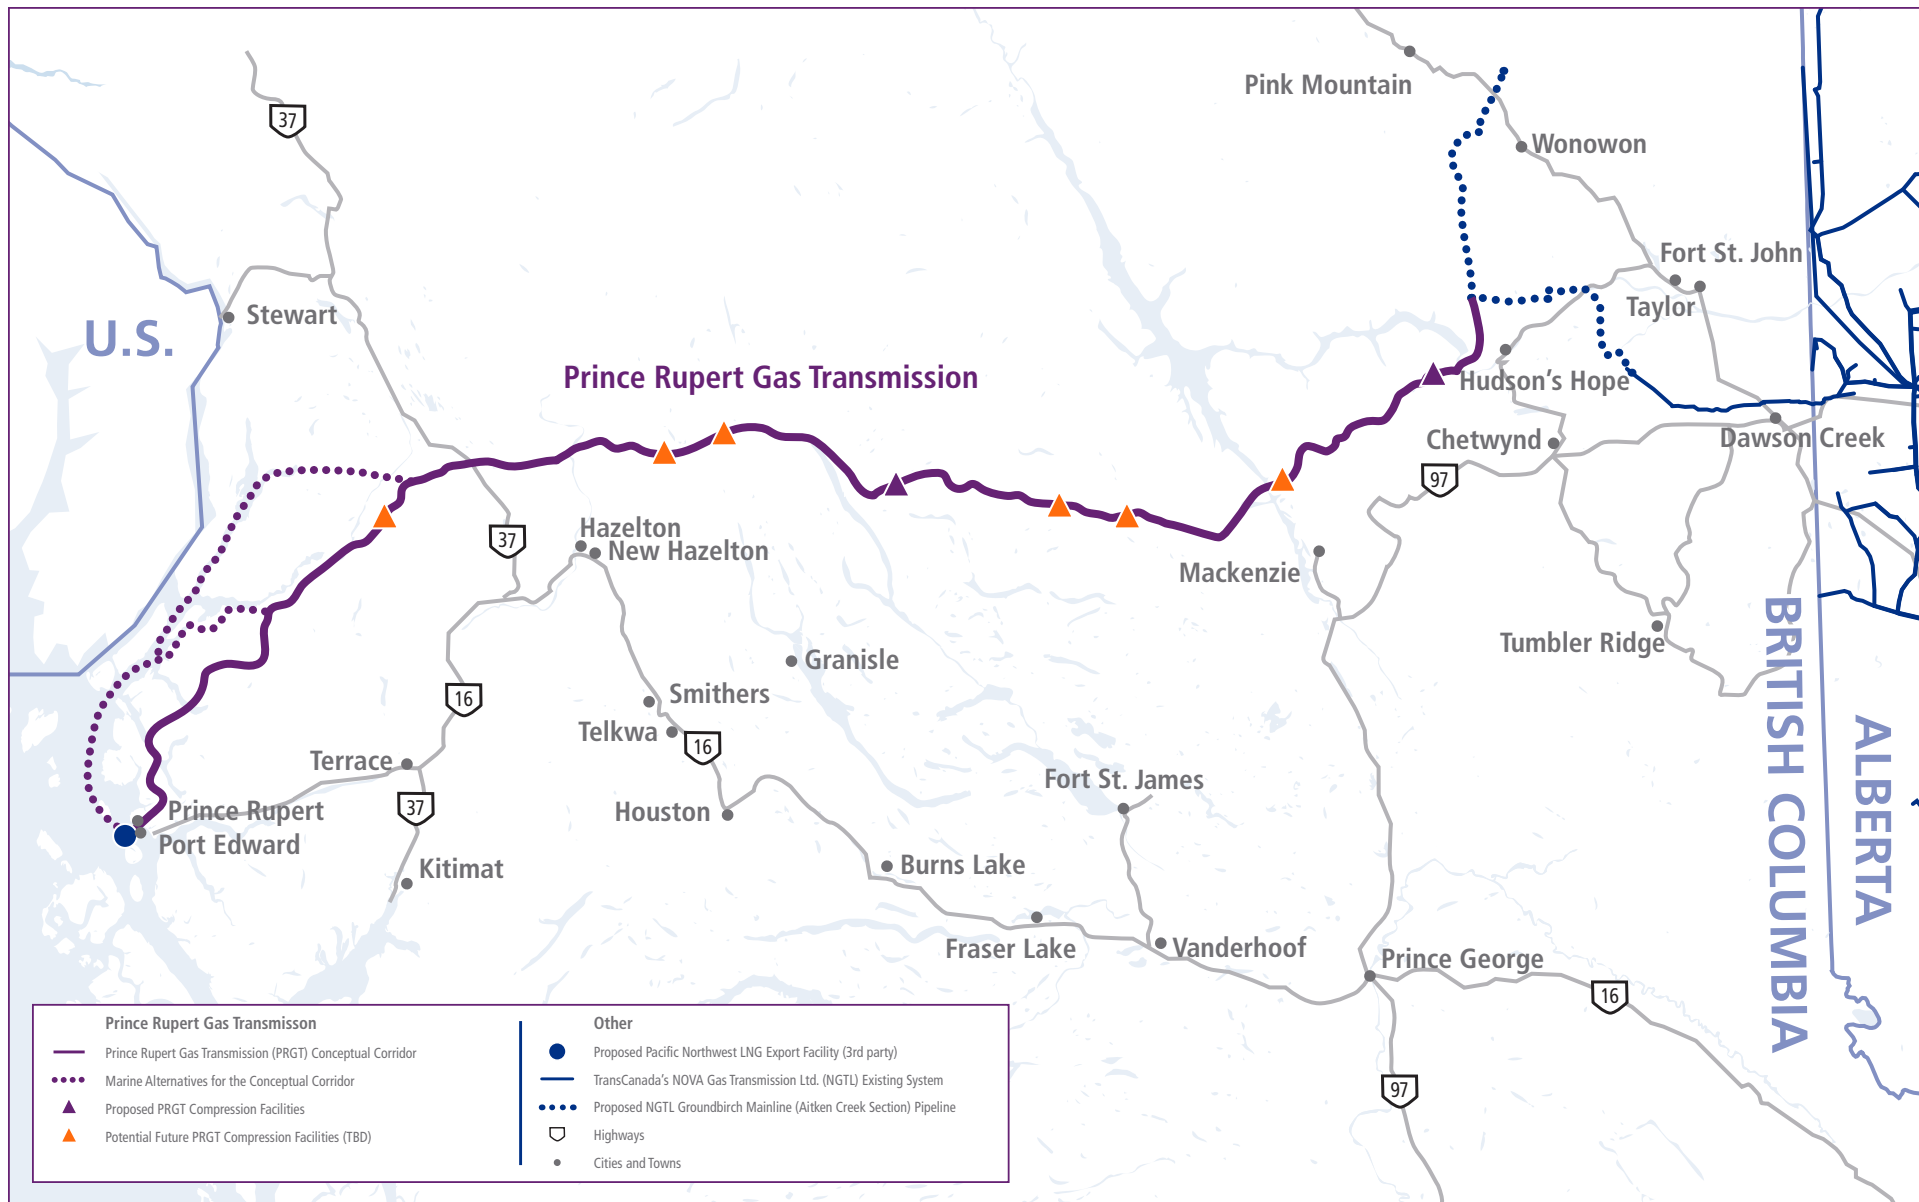 37
Pink Mountain
Wonowon
Fort St. John
Taylor
Stewart
U.S.
Prince Rupert Gas Transmission
Hudson's Hope
Chetwynd
Dawson Creek
97
37
Hazelton
New Hazelton
Mackenzie
Tumbler Ridge
BRITISH COLUMBIA
ALBERTA
Granisle
16
Smithers
Telkwa
16
Terrace
37
Fort St. James
Prince Rupert
Port Edward
Houston
Kitimat
Burns Lake
Fraser Lake
Vanderhoof
Prince George
16
97
Prince Rupert Gas Transmisson
Prince Rupert Gas Transmission (PRGT) Conceptual Corridor
Marine Alternatives for the Conceptual Corridor
Proposed PRGT Compression Facilities
Potential Future PRGT Compression Facilities (TBD)
Other
Proposed Pacific Northwest LNG Export Facility (3rd party)
TransCanada's NOVA Gas Transmission Ltd. (NGTL) Existing System
Proposed NGTL Groundbirch Mainline (Aitken Creek Section) Pipeline
Highways
Cities and Towns